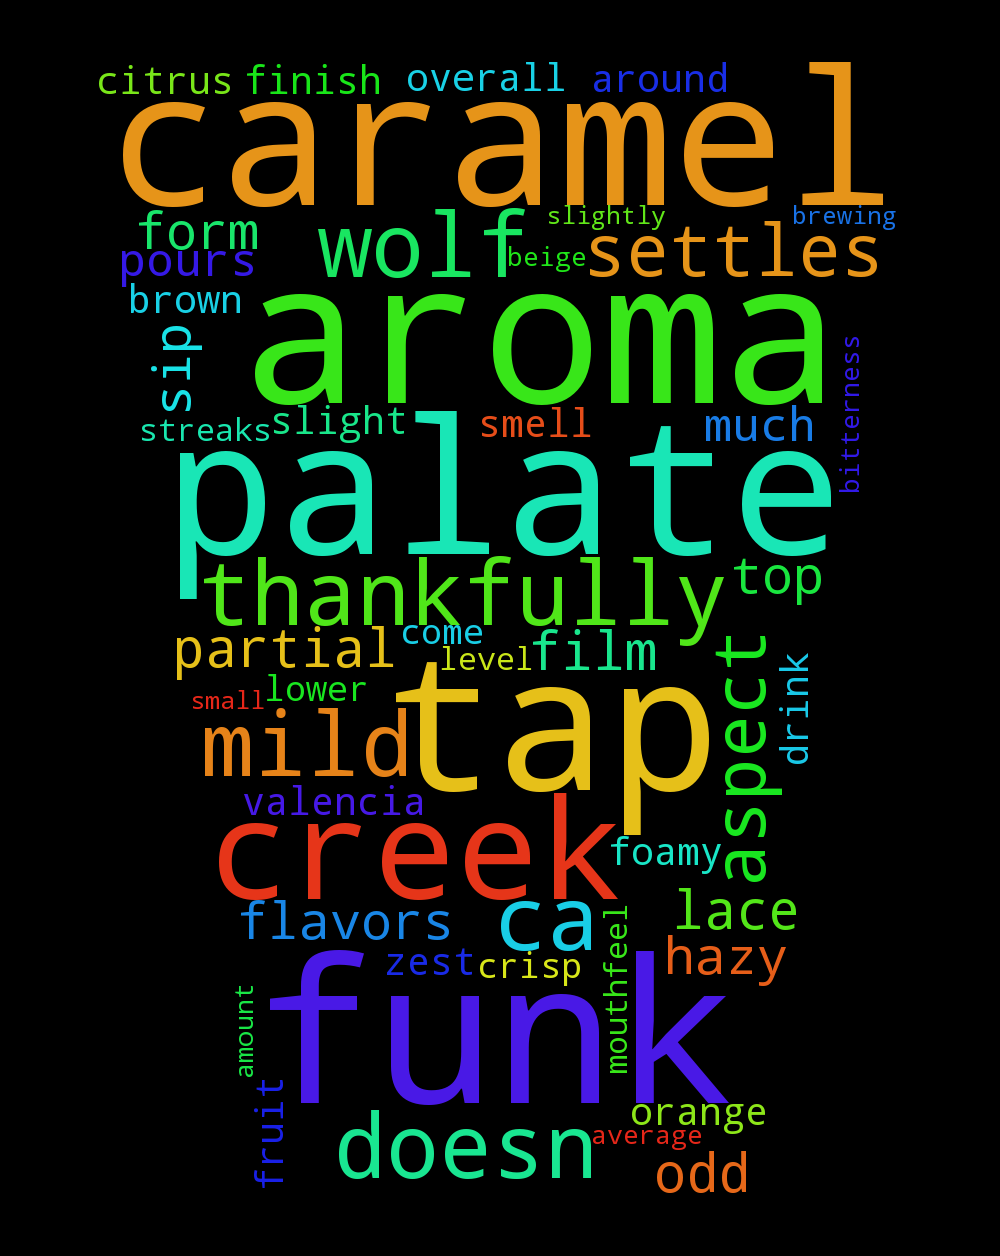 citrus finish overall around
caramel
form wolf slightly brewing
pours beige settles
brown aroma
sip
streaks slight smell much bitterness
palate
thankfully top
partial come level film
small lower
mild tap aspect drink
valencia
creek foamy
flavors ca lace
zest crisp mouthfeel hazy
amount funk
fruit orange
doesn average
odd